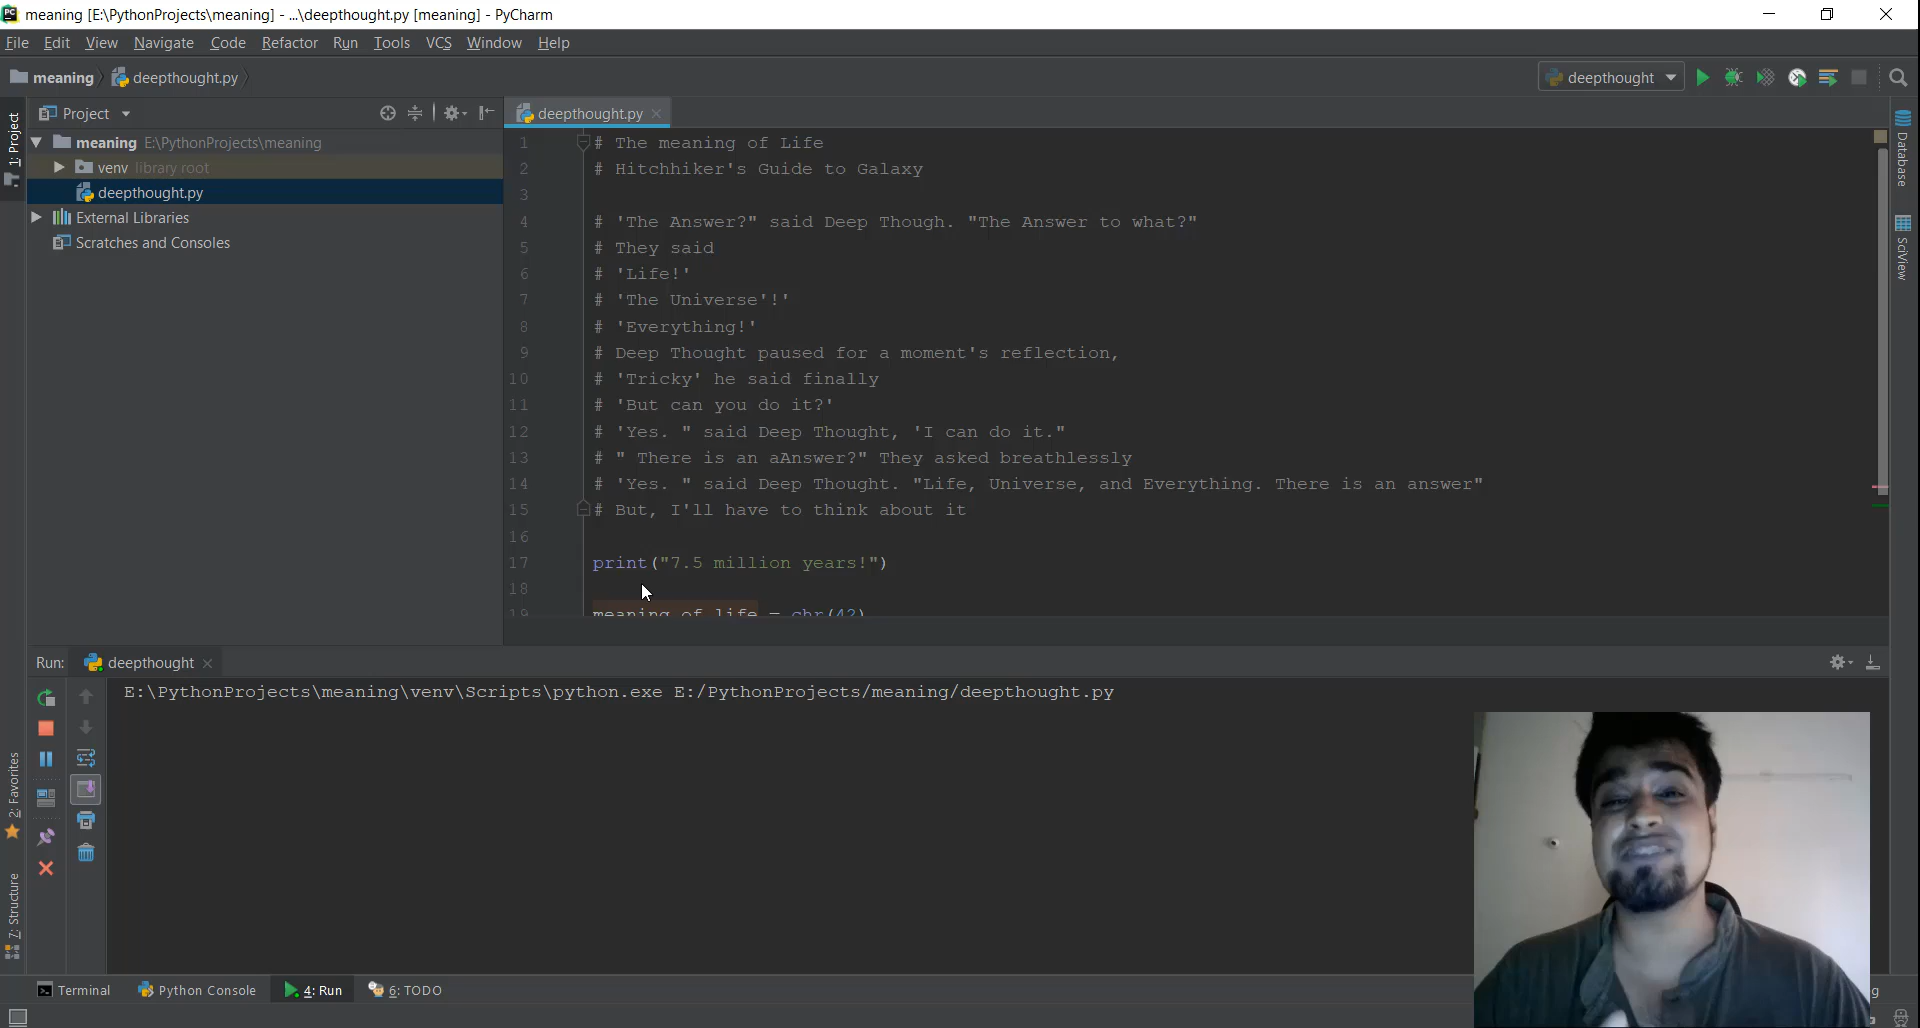 meaning [E:\PythonProjects\meaning] - ...\deepthought.py [meaning] - PyCharm
File Edit View Navigate Code Refactor Run Tools VCS Window Help
meaning deepthought.py
deepthought
Project
deepthought.py
1: Project
meaning E:\PythonProjects\meaning
venv library root
deepthought.py
External Libraries
Scratches and Consoles
1 # The meaning of Life
2 # Hitchhiker's Guide to Galaxy
3
4 # 'The Answer?" said Deep Though. "The Answer to what?"
5 # They said
6 # 'Life!'
7 # 'The Universe'!'
8 # 'Everything!'
9 # Deep Thought paused for a moment's reflection,
10 # 'Tricky' he said finally
11 # 'But can you do it?'
12 # 'Yes. " said Deep Thought, 'I can do it."
13 # " There is an aAnswer?" They asked breathlessly
14 # 'Yes. " said Deep Thought. "Life, Universe, and Everything. There is an answer"
15 # But, I'll have to think about it
16
17 print("7.5 million years!")
18
19 meaning_of_life = chr(42)
Database
SciView
Run: deepthought
E:\PythonProjects\meaning\venv\Scripts\python.exe E:/PythonProjects/meaning/deepthought.py
2: Favorites
7: Structure
Terminal Python Console 4: Run 6: TODO